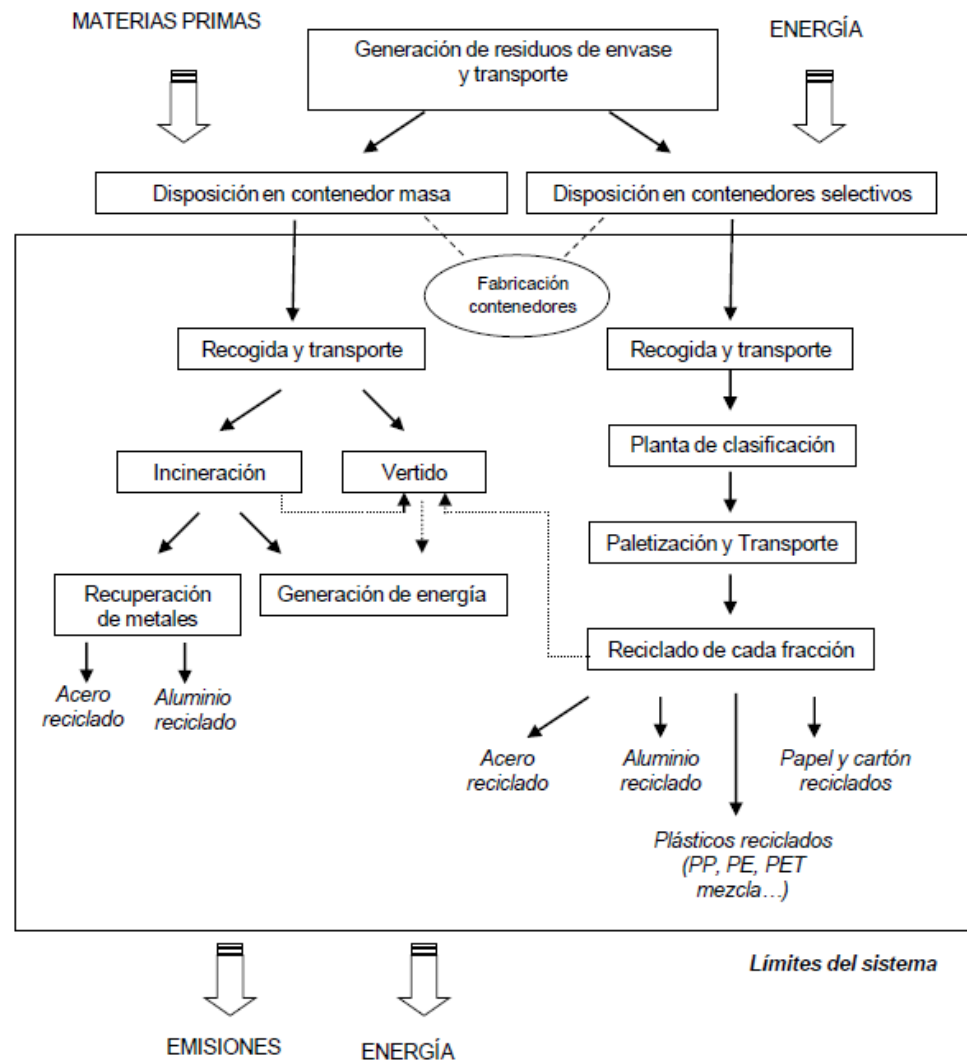 MATERIAS PRIMAS
ENERGÍA
Generación de residuos de envase
y transporte
Disposición en contenedor masa
Disposición en contenedores selectivos
Fabricación
contenedores
Recogida y transporte
Recogida y transporte
Incineración
Vertido
Planta de clasificación
Paletización y Transporte
Recuperación
de metales
Generación de energía
Reciclado de cada fracción
Acero
reciclado
Aluminio
reciclado
Acero
reciclado
Aluminio
reciclado
Papel y cartón
reciclados
Plásticos reciclados
(PP, PE, PET
mezcla…)
Límites del sistema
EMISIONES
ENERGÍA